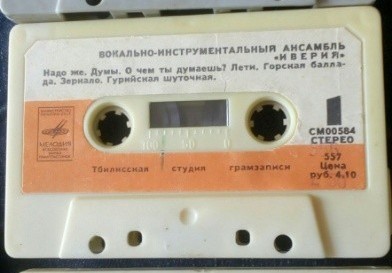 ВОКАЛЬНО-ИНСТРУМЕНТАЛЬНЫЙ АНСАМБЛЬ
«ИВЕРИЯ»
Надо же. Думы. О чем ты думаешь? Лети. Горская балла-
да. Зеркало. Гурийская шуточная.
1
СМ00584
СТЕРЕО
МЕЛОДИЯ
100 50 0
557
Цена
руб. 4.10
Тбилисская студия грамзаписи